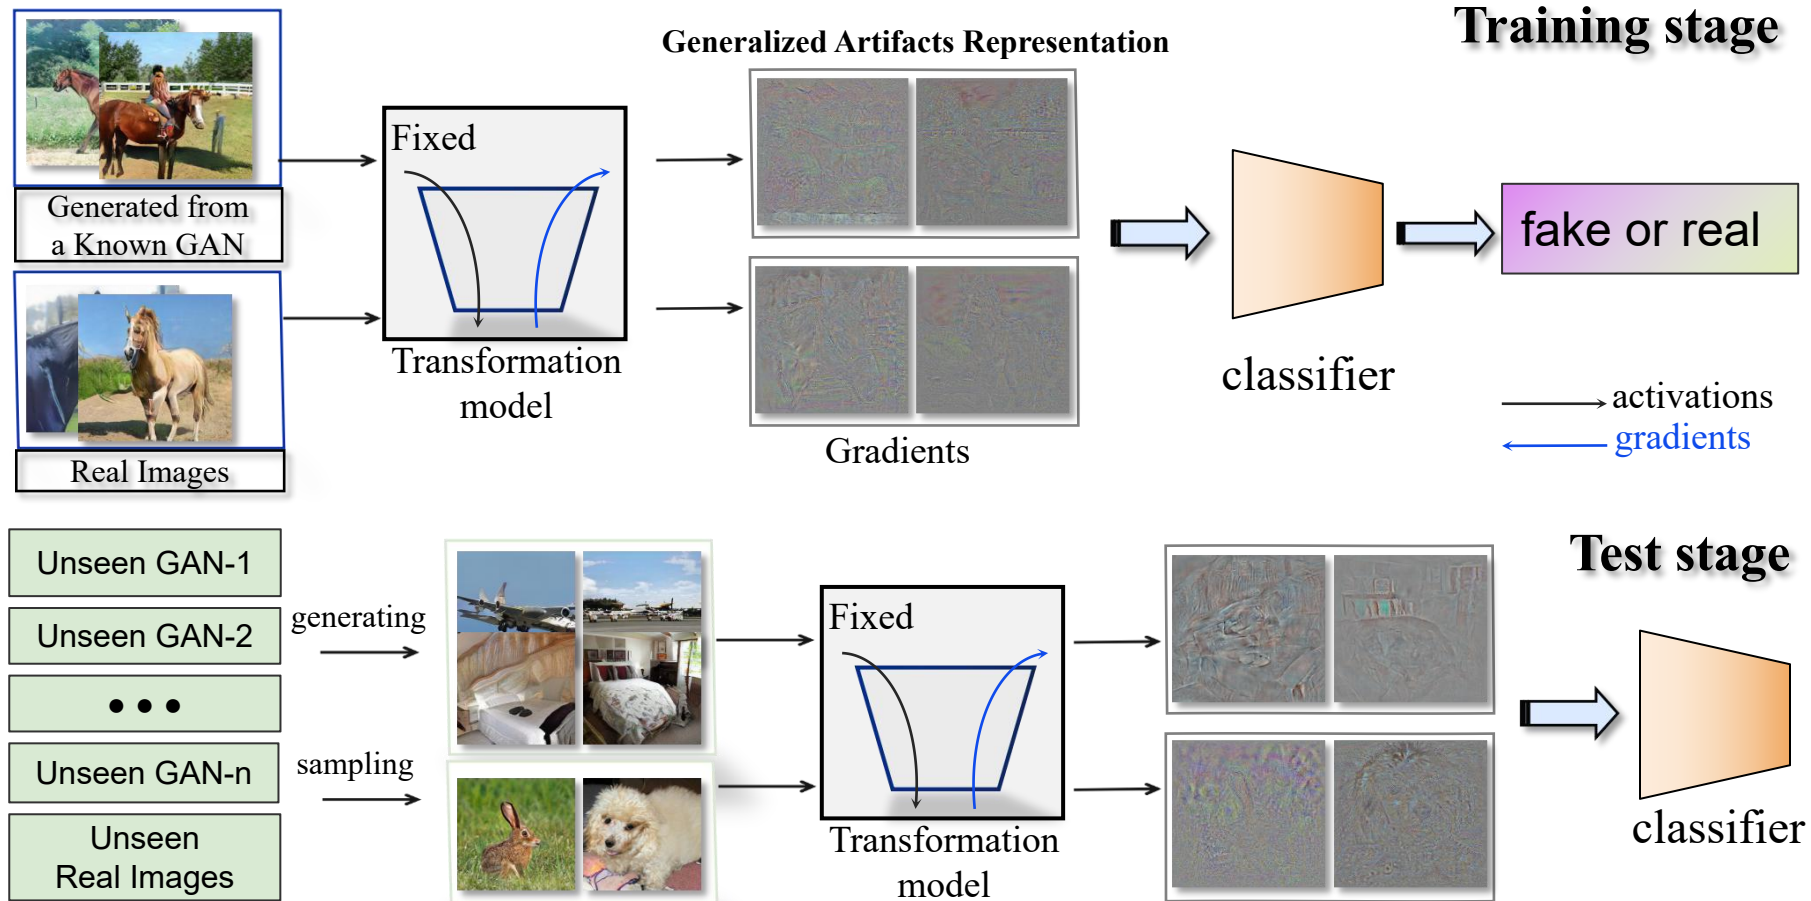 Training stage
Generalized Artifacts Representation
Fixed
Generated from
a Known GAN
fake or real
Transformation
model
classifier
activations
gradients
Gradients
Real Images
Test stage
Unseen GAN-1
generating
Fixed
Unseen GAN-2
•••
Unseen GAN-n
sampling
Unseen
Real Images
Transformation
model
classifier